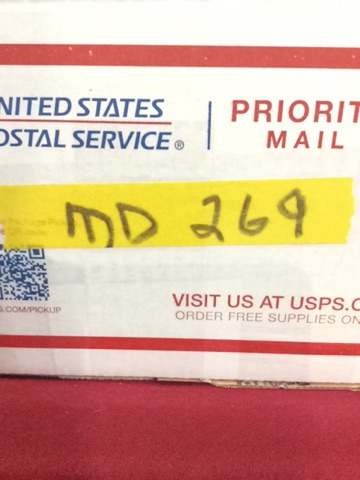 UNITED STATES
POSTAL SERVICE®
PRIORITY
MAIL
MD 269
S.COM/PICKUP
VISIT US AT USPS.C
ORDER FREE SUPPLIES ON